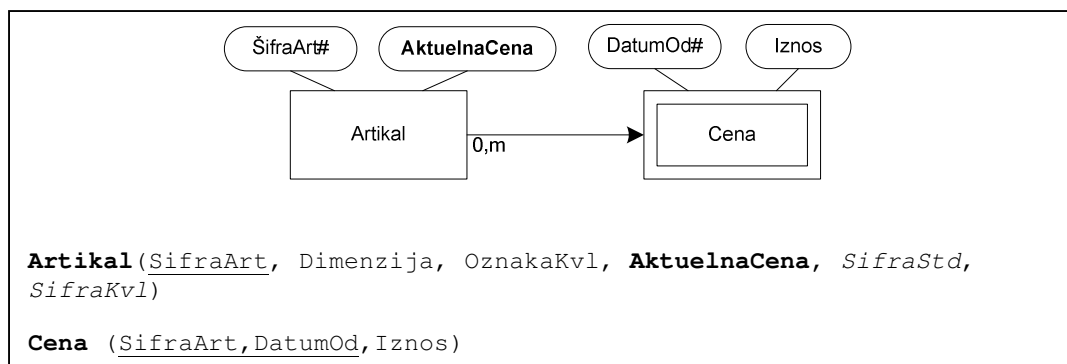 ŠifraArt#
AktuelnaCena
DatumOd#
Iznos
Artikal
0,m
Cena
Artikal(SifraArt, Dimenzija, OznakaKvl, AktuelnaCena, SifraStd,
SifraKvl)
Cena (SifraArt,DatumOd,Iznos)